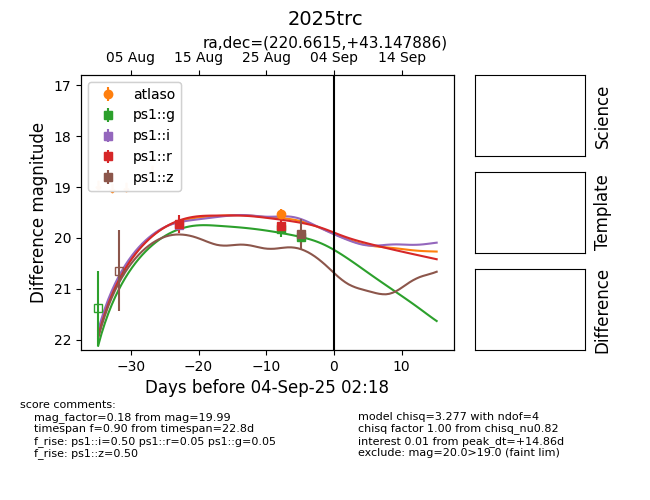 2025trc
ra,dec=(220.6615,+43.147886)
05 Aug 15 Aug 25 Aug 04 Sep 14 Sep
atlaso
ps1::g
ps1::i
ps1::r
ps1::z
17
18
19
20
21
22
Difference magnitude
−30 −20 −10 0 10
Days before 04-Sep-25 02:18
Science
Template
Difference
score comments:
mag_factor=0.18 from mag=19.99
timespan f=0.90 from timespan=22.8d
f_rise: ps1::i=0.50 ps1::r=0.05 ps1::g=0.05
f_rise: ps1::z=0.50
model chisq=3.277 with ndof=4
chisq factor 1.00 from chisq_nu0.82
interest 0.01 from peak_dt=+14.86d
exclude: mag=20.0>19.0 (faint lim)